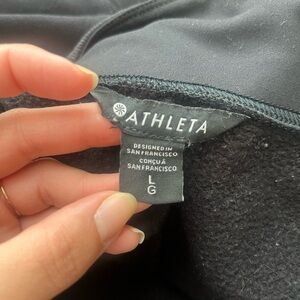 ATHLETA
DESIGNED IN
SAN FRANCISCO
CONÇU À
SAN FRANCISCO
L
G